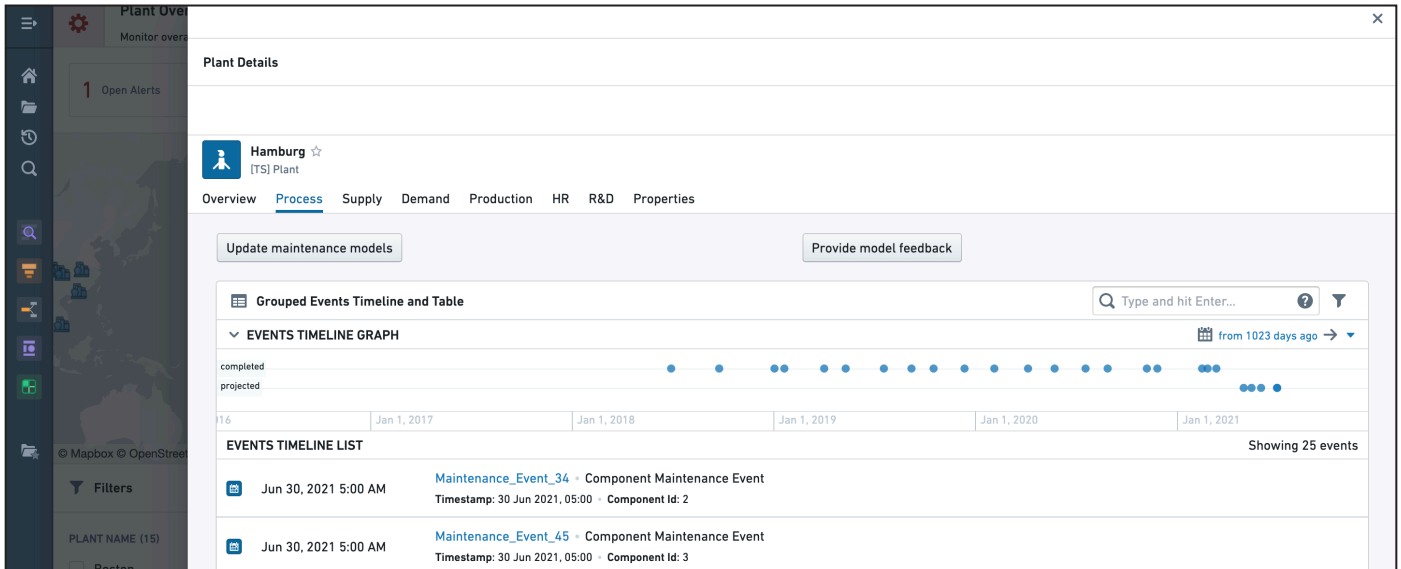 Plant Over
Monitor overa
1 Open Alerts
© Mapbox © OpenStreet
Filters
PLANT NAME (15)
Boston
Plant Details
Hamburg
[TS] Plant
Overview Process Supply Demand Production HR R&D Properties
Update maintenance models Provide model feedback
Grouped Events Timeline and Table Type and hit Enter... ?
EVENTS TIMELINE GRAPH from 1023 days ago →
completed
projected
016 Jan 1, 2017 Jan 1, 2018 Jan 1, 2019 Jan 1, 2020 Jan 1, 2021
EVENTS TIMELINE LIST Showing 25 events
Jun 30, 2021 5:00 AM Maintenance_Event_34 • Component Maintenance Event
Timestamp: 30 Jun 2021, 05:00 • Component Id: 2
Jun 30, 2021 5:00 AM Maintenance_Event_45 • Component Maintenance Event
Timestamp: 30 Jun 2021, 05:00 • Component Id: 3